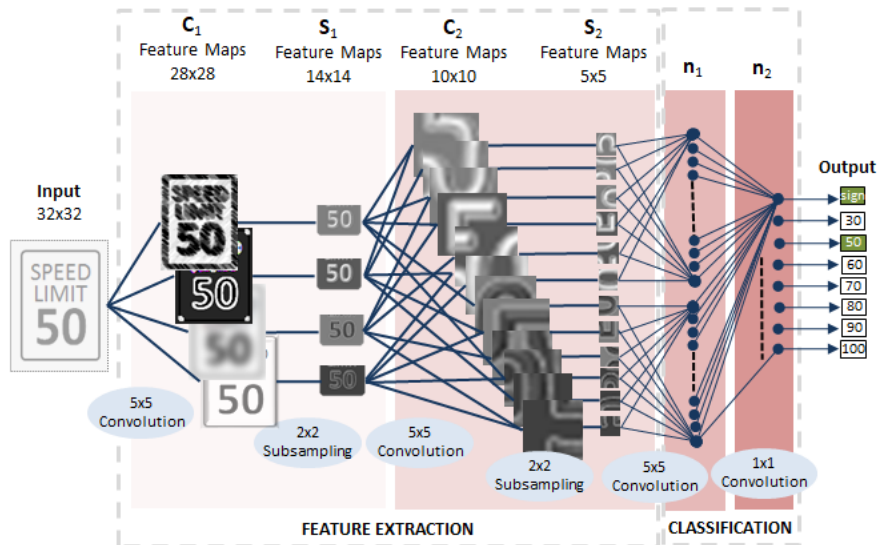 C₁
Feature Maps
28x28
S₁
Feature Maps
14x14
C₂
Feature Maps
10x10
S₂
Feature Maps
5x5
n₁
n₂
Input
32x32
Output
SPEED
LIMIT
50
SPEED
LIMIT
50
50
50
50
50
50
50
50
sign
30
50
60
70
80
90
100
5x5
Convolution
2x2
Subsampling
5x5
Convolution
2x2
Subsampling
5x5
Convolution
1x1
Convolution
FEATURE EXTRACTION
CLASSIFICATION